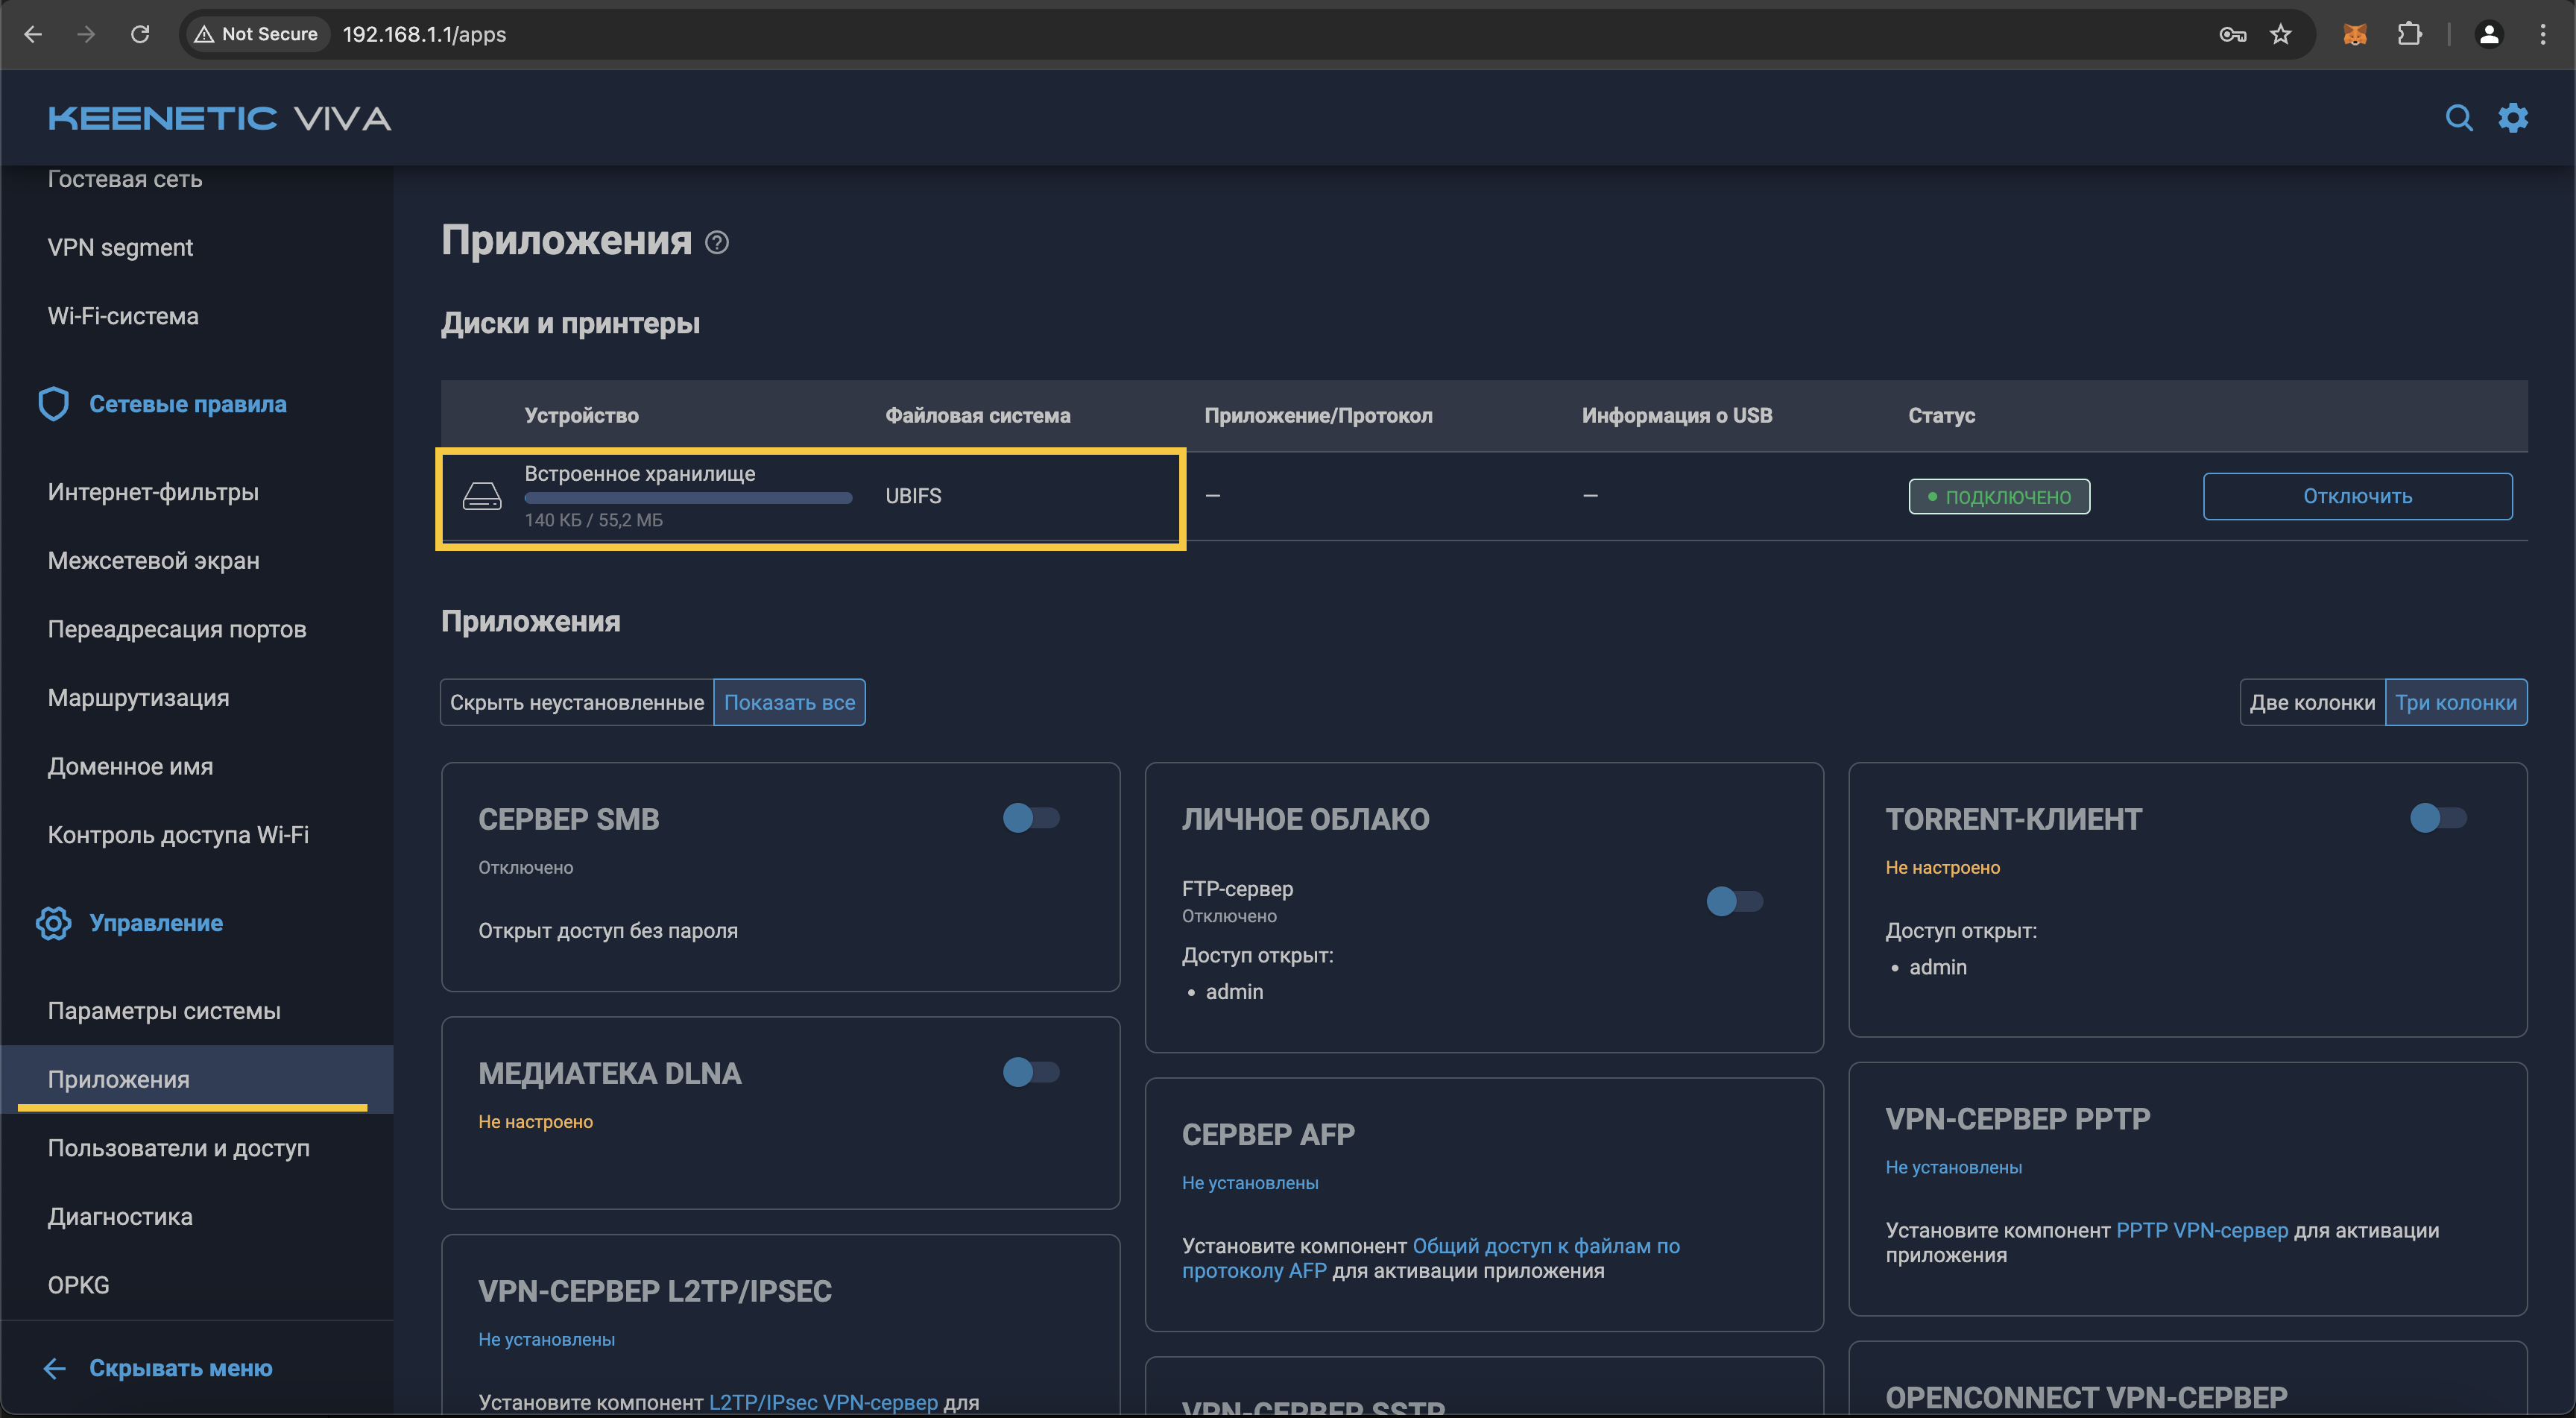 Not Secure
192.168.1.1/apps
KEENETIC VIVA
Гостевая сеть
VPN segment
Wi-Fi-система
Сетевые правила
Интернет-фильтры
Межсетевой экран
Переадресация портов
Маршрутизация
Доменное имя
Контроль доступа Wi-Fi
Управление
Параметры системы
Приложения
Пользователи и доступ
Диагностика
OPKG
Скрывать меню
Приложения
Диски и принтеры
Устройство Файловая система Приложение/Протокол Информация о USB Статус
Встроенное хранилище
140 КБ / 55,2 МБ
UBIFS
— — ПОДКЛЮЧЕНО Отключить
Приложения
Скрыть неустановленные Показать все
Две колонки Три колонки
СЕРВЕР SMB
Отключено
Открыт доступ без пароля
МЕДИАТЕКА DLNA
Не настроено
VPN-СЕРВЕР L2TP/IPSEC
Не установлены
Установите компонент L2TP/IPsec VPN-сервер для
ЛИЧНОЕ ОБЛАКО
FTP-сервер
Отключено
Доступ открыт:
• admin
СЕРВЕР AFP
Не установлены
Установите компонент Общий доступ к файлам по
протоколу AFP для активации приложения
VPN-СЕРВЕР SSTP
TORRENT-КЛИЕНТ
Не настроено
Доступ открыт:
• admin
VPN-СЕРВЕР PPTP
Не установлены
Установите компонент PPTP VPN-сервер для активации
приложения
OPENCONNECT VPN-СЕРВЕР